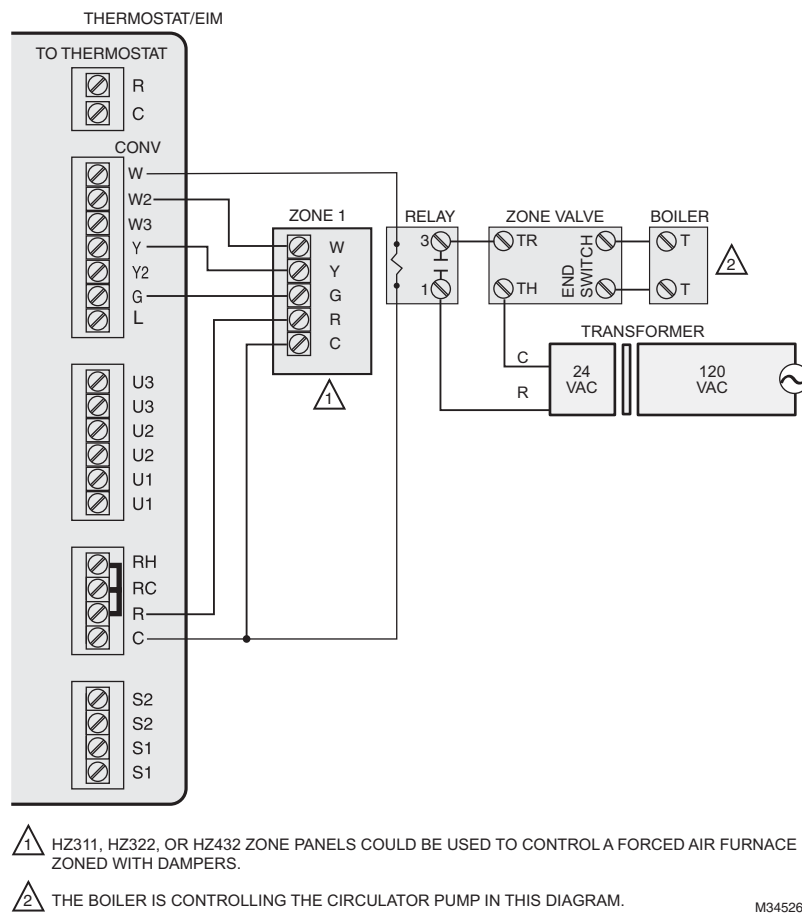 THERMOSTAT/EIM
TO THERMOSTAT
R
C
CONV
W
W2
W3
Y
Y2
G
L
U3
U3
U2
U2
U1
U1
RH
RC
R
C
S2
S2
S1
S1
ZONE 1
W
Y
G
R
C
1
RELAY
3
1
ZONE VALVE
TR
TH
END
SWITCH
BOILER
T
T
2
TRANSFORMER
C
R
24
VAC
120
VAC
1 HZ311, HZ322, OR HZ432 ZONE PANELS COULD BE USED TO CONTROL A FORCED AIR FURNACE
ZONED WITH DAMPERS.
2 THE BOILER IS CONTROLLING THE CIRCULATOR PUMP IN THIS DIAGRAM.
M34526